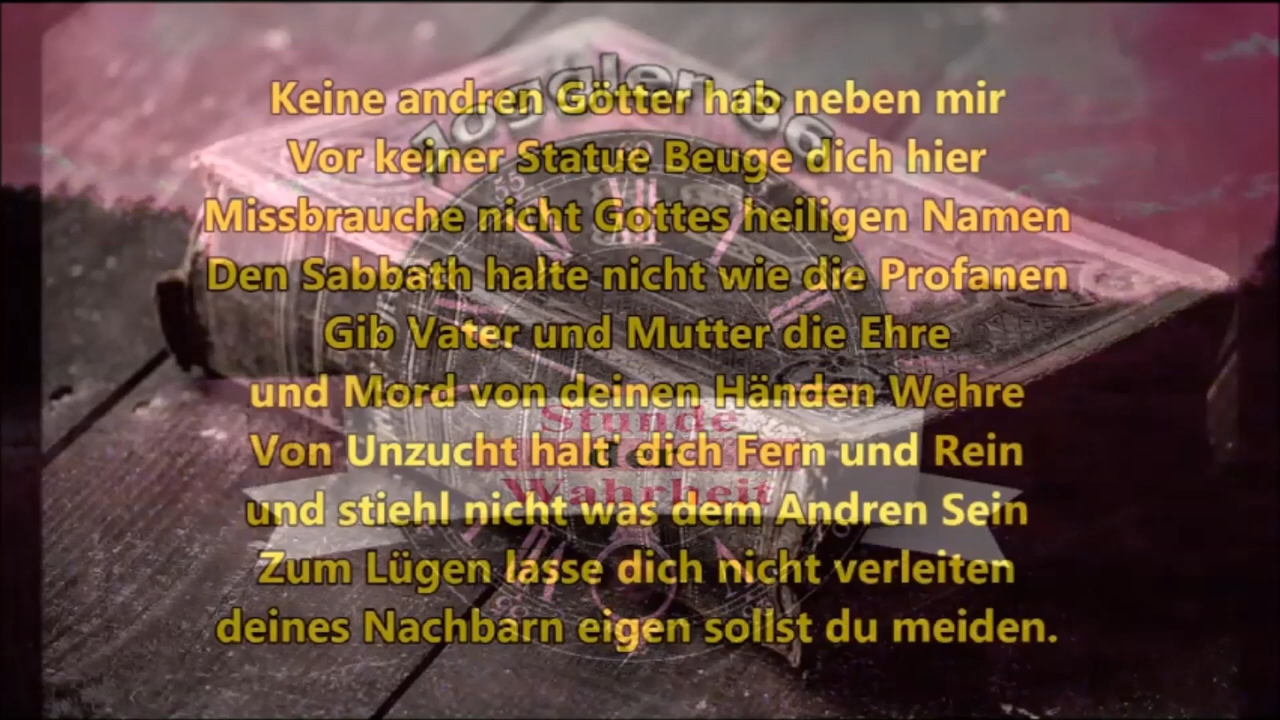 Joggler66
Keine andren Götter hab neben mir
Vor keiner Statue Beuge dich hier
Missbrauche nicht Gottes heiligen Namen
Den Sabbath halte nicht wie die Profanen
Gib Vater und Mutter die Ehre
und Mord von deinen Händen Wehre
Von Unzucht halt' dich Fern und Rein
und stiehl nicht was dem Andren Sein
Zum Lügen lasse dich nicht verleiten
deines Nachbarn eigen sollst du meiden.
Stunde
der
Wahrheit
55